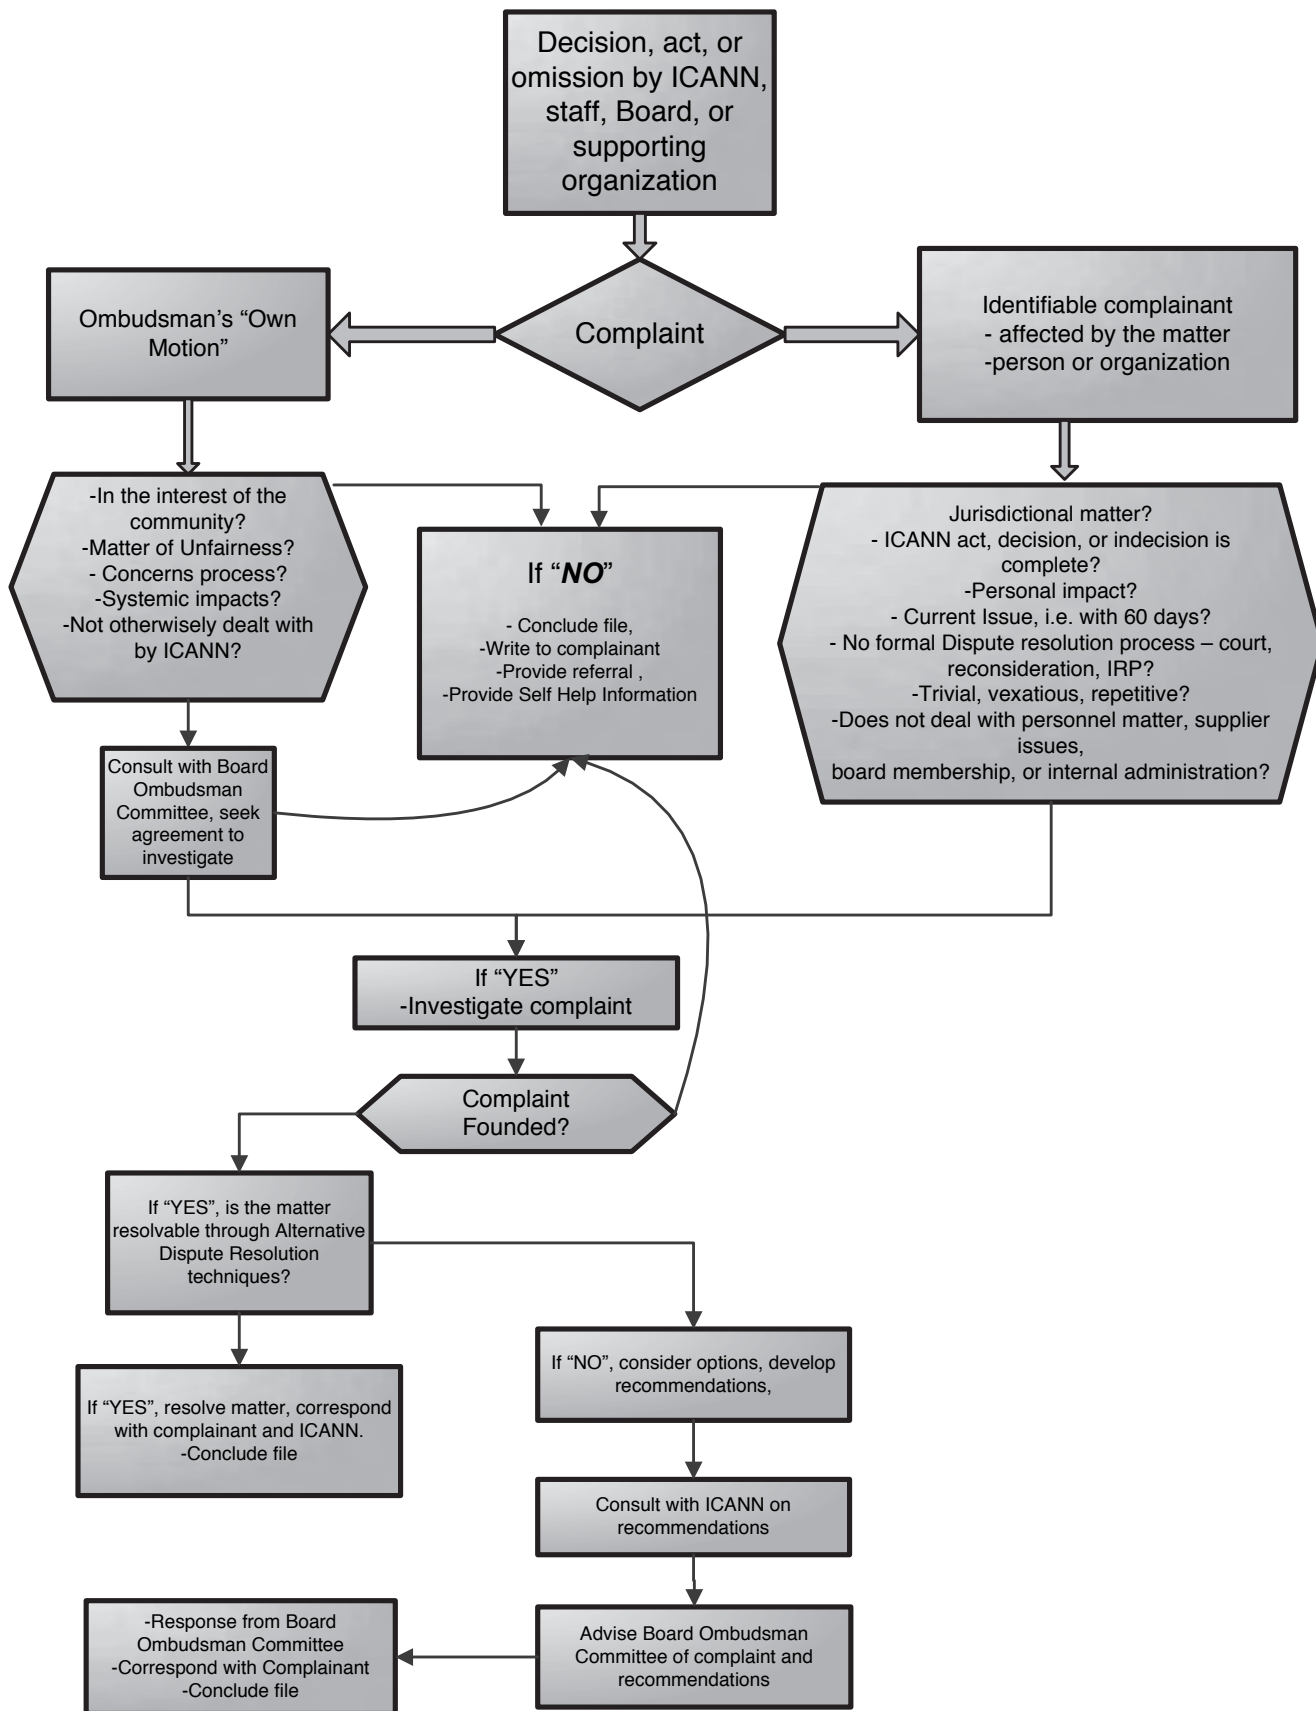 Decision, act, or
omission by ICANN,
staff, Board, or
supporting
organization
Complaint
Ombudsman’s “Own
Motion”
Identifiable complainant
- affected by the matter
-person or organization
-In the interest of the
community?
-Matter of Unfairness?
- Concerns process?
-Systemic impacts?
-Not otherwisely dealt with
by ICANN?
If “NO”
- Conclude file,
-Write to complainant
-Provide referral ,
-Provide Self Help Information
Jurisdictional matter?
- ICANN act, decision, or indecision is
complete?
-Personal impact?
- Current Issue, i.e. with 60 days?
- No formal Dispute resolution process – court,
reconsideration, IRP?
-Trivial, vexatious, repetitive?
-Does not deal with personnel matter, supplier
issues,
board membership, or internal administration?
Consult with Board
Ombudsman
Committee, seek
agreement to
investigate
If “YES”
-Investigate complaint
Complaint
Founded?
If “YES”, is the matter
resolvable through Alternative
Dispute Resolution
techniques?
If “NO”, consider options, develop
recommendations,
If “YES”, resolve matter, correspond
with complainant and ICANN.
-Conclude file
Consult with ICANN on
recommendations
Advise Board Ombudsman
Committee of complaint and
recommendations
-Response from Board
Ombudsman Committee
-Correspond with Complainant
-Conclude file